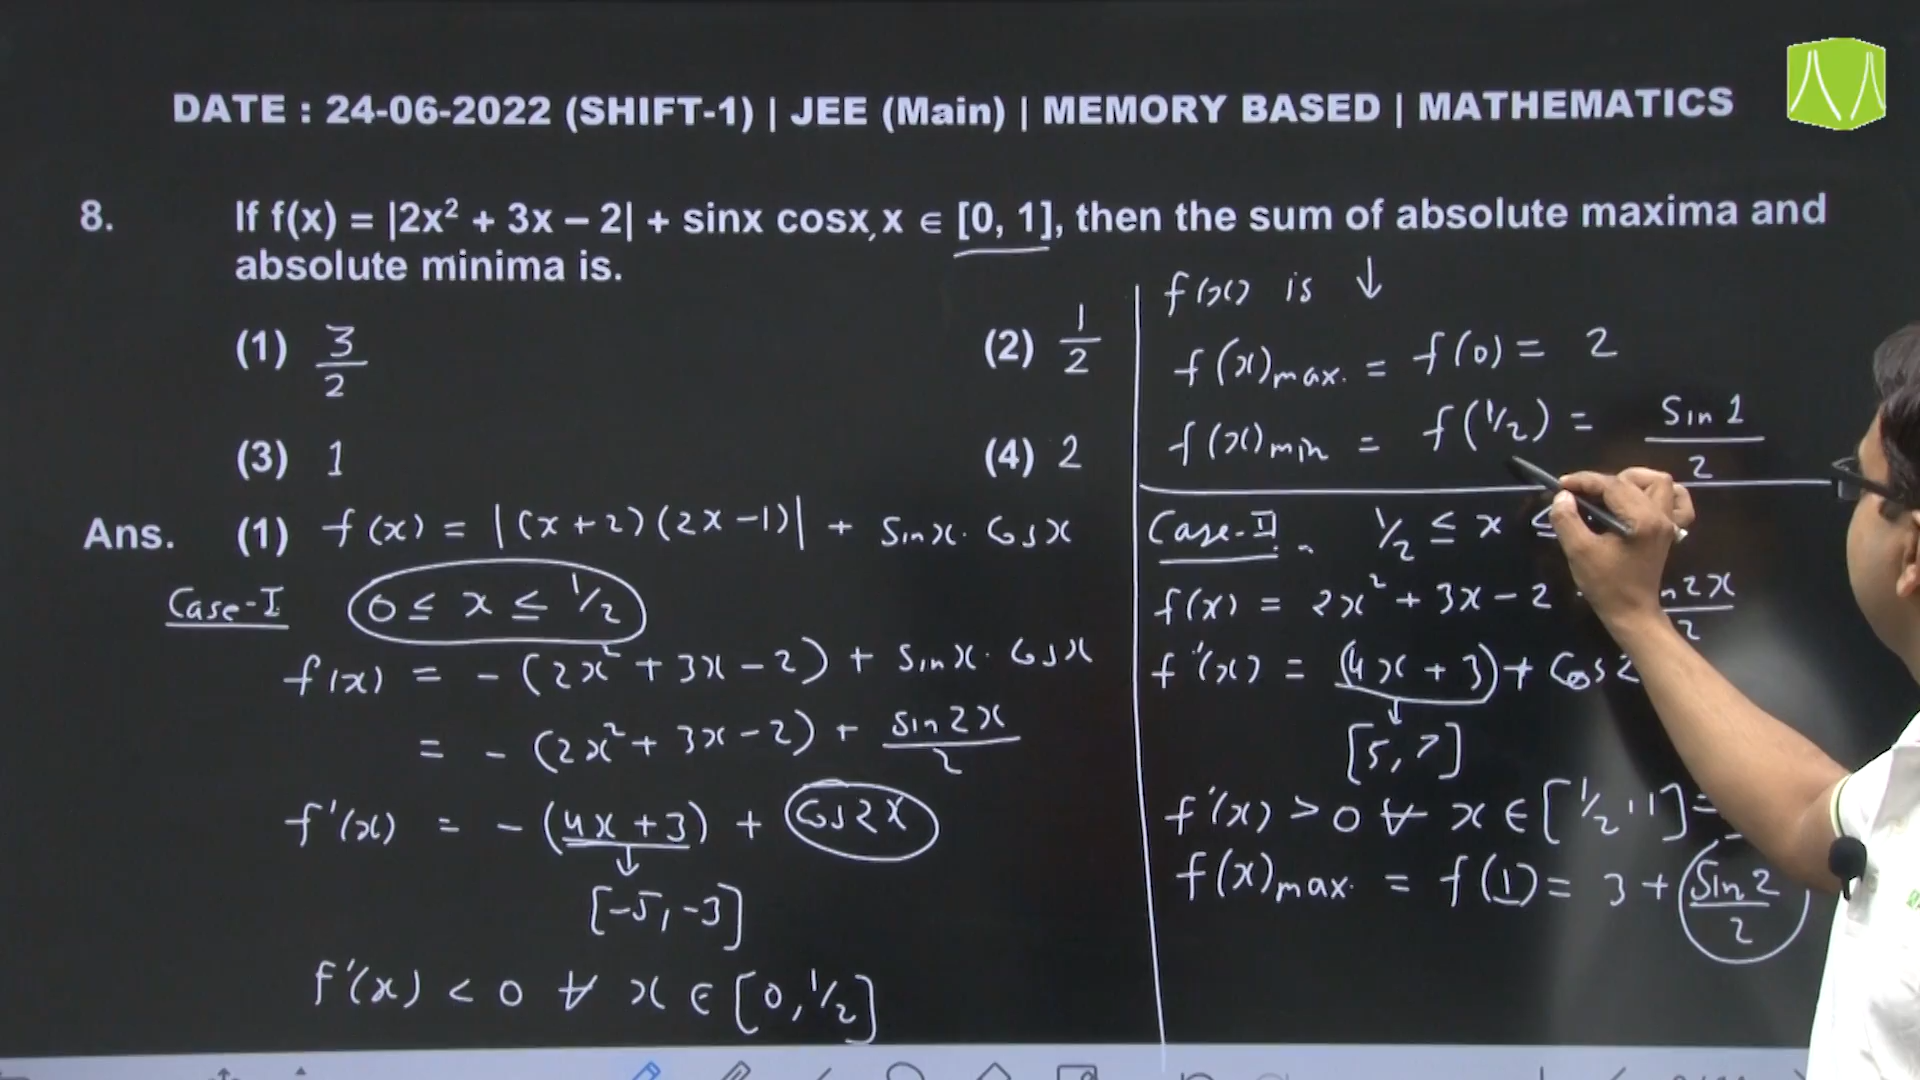 DATE : 24-06-2022 (SHIFT-1) | JEE (Main) | MEMORY BASED | MATHEMATICS
8. If f(x) = |2x² + 3x – 2| + sinx cosx, x ∈ [0, 1], then the sum of absolute maxima and
absolute minima is.
(1) 3/2 (2) 1/2
(3) 1 (4) 2
Ans. (1) f(x) = |(x+2)(2x-1)| + Sinx. Cosx
Case-I 0 ≤ x ≤ 1/2
f(x) = - (2x² + 3x - 2) + Sinx. Cosx
= - (2x² + 3x - 2) + Sin2x/2
f'(x) = - (4x + 3) + Cos2x
[-5, -3]
f'(x) < 0 ∀ x ∈ [0, 1/2]
f(x) is ↓
f(x)max. = f(0) = 2
f(x)min = f(1/2) = Sin1/2
Case-II 1/2 ≤ x ≤
f(x) = 2x² + 3x - 2 n2x/2
f'(x) = (4x + 3) + Cos2
[5, 7]
f'(x) > 0 ∀ x ∈ [1/2, 1] =
f(x)max. = f(1) = 3 + Sin2/2